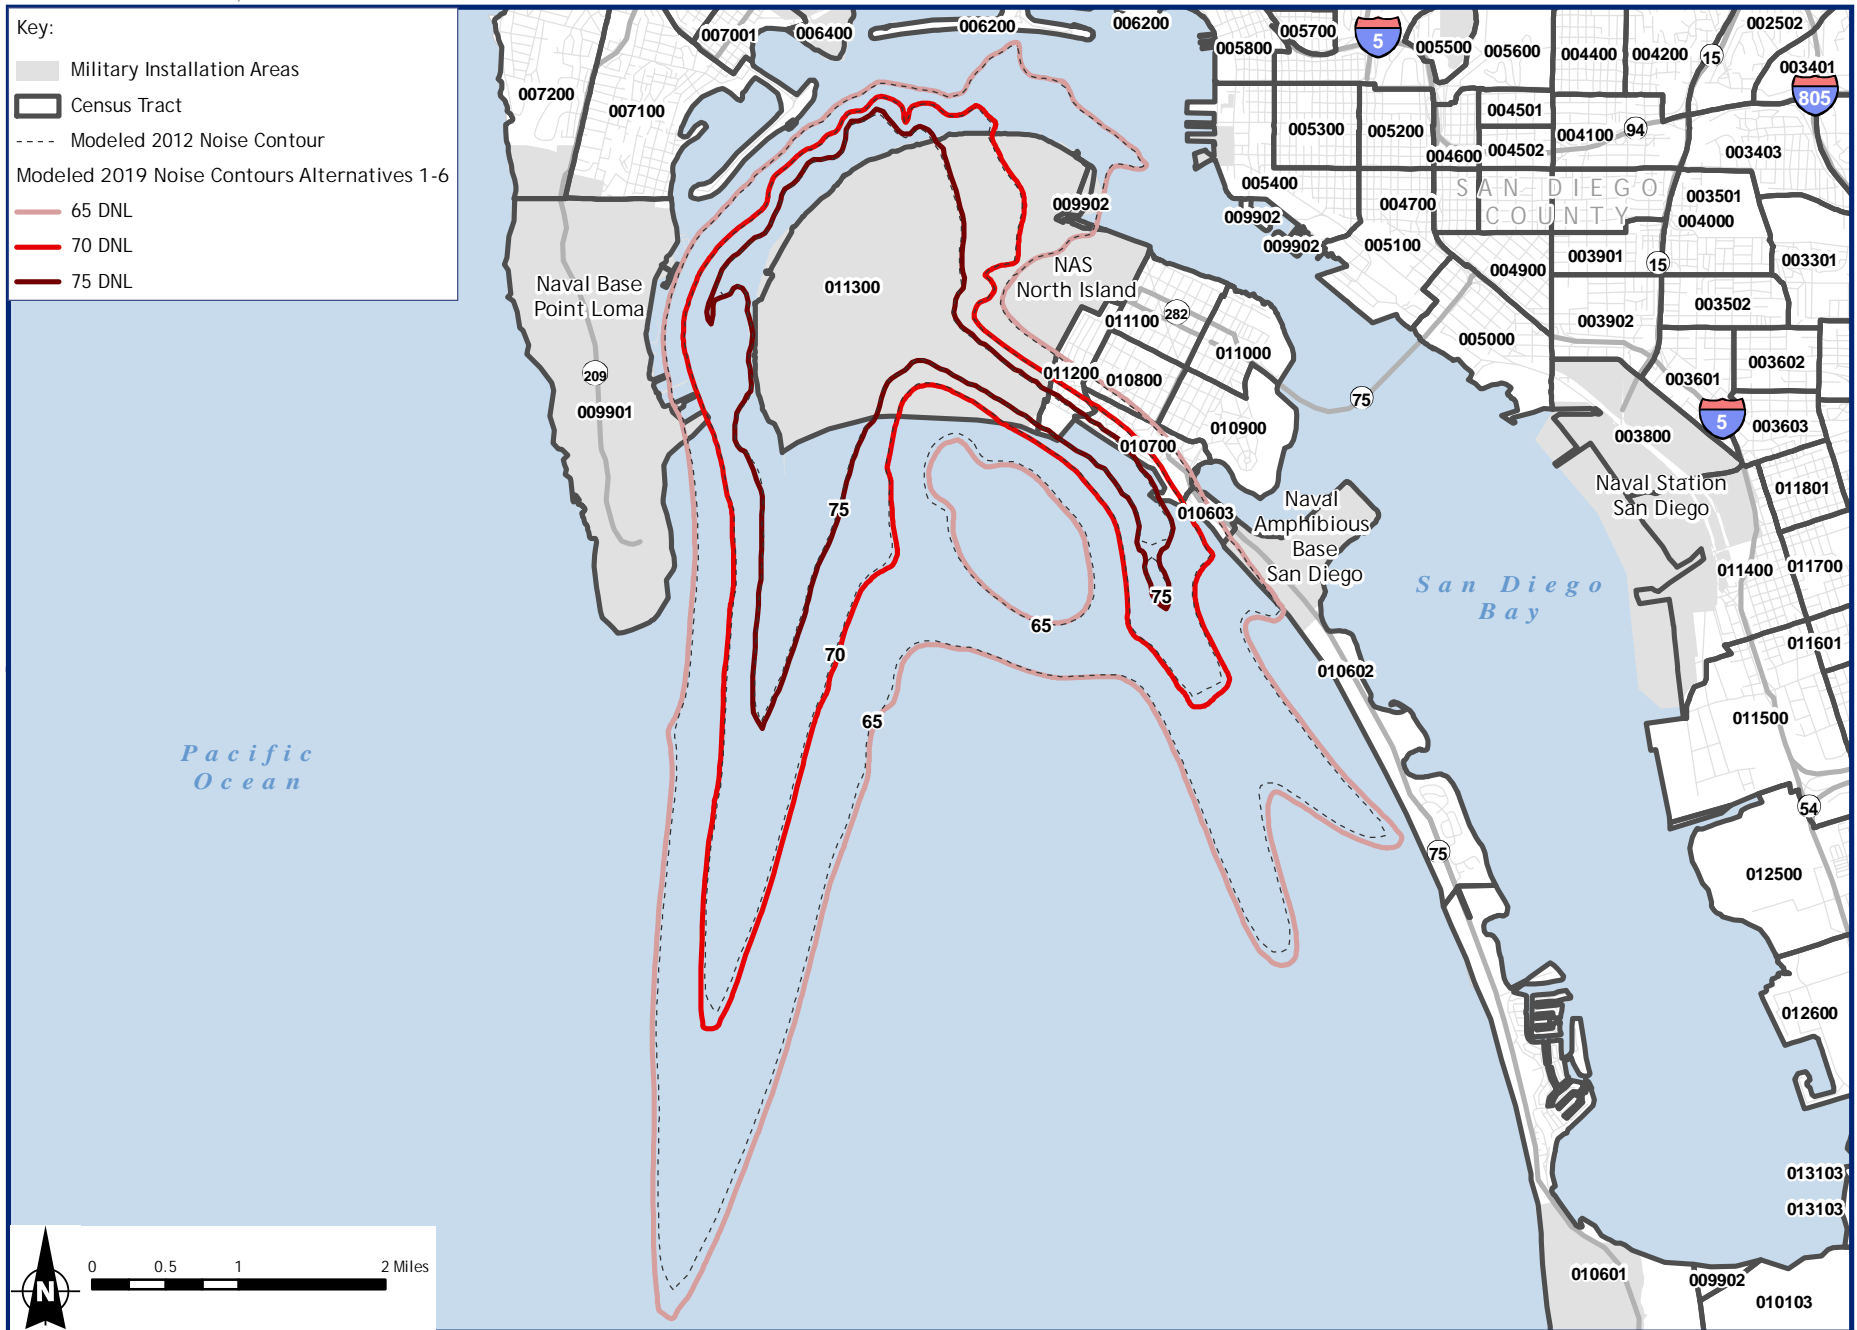 Key:
Military Installation Areas
Census Tract
Modeled 2012 Noise Contour
Modeled 2019 Noise Contours Alternatives 1-6
65 DNL
70 DNL
75 DNL
007001
006400
006200
006200
005800
005700
5
005500
005600
004400
004200
15
002502
003401
805
007200
007100
005300
005200
004501
004600
004502
004100
94
003403
005400
009902
009902
009902
004700
005100
SAN DIEGO
COUNTY
003501
004000
004900
003901
15
003301
Naval Base
Point Loma
011300
NAS
North Island
011100
282
011000
003902
003502
005000
003602
209
009901
011200
010800
75
003601
5
003603
010900
010700
003800
75
010603
Naval
Amphibious
Base
San Diego
Naval Station
San Diego
011801
75
65
San Diego
Bay
011400
011700
70
011601
010602
65
011500
Pacific
Ocean
54
75
012500
012600
013103
013103
010601
009902
010103
N
0 0.5 1 2 Miles